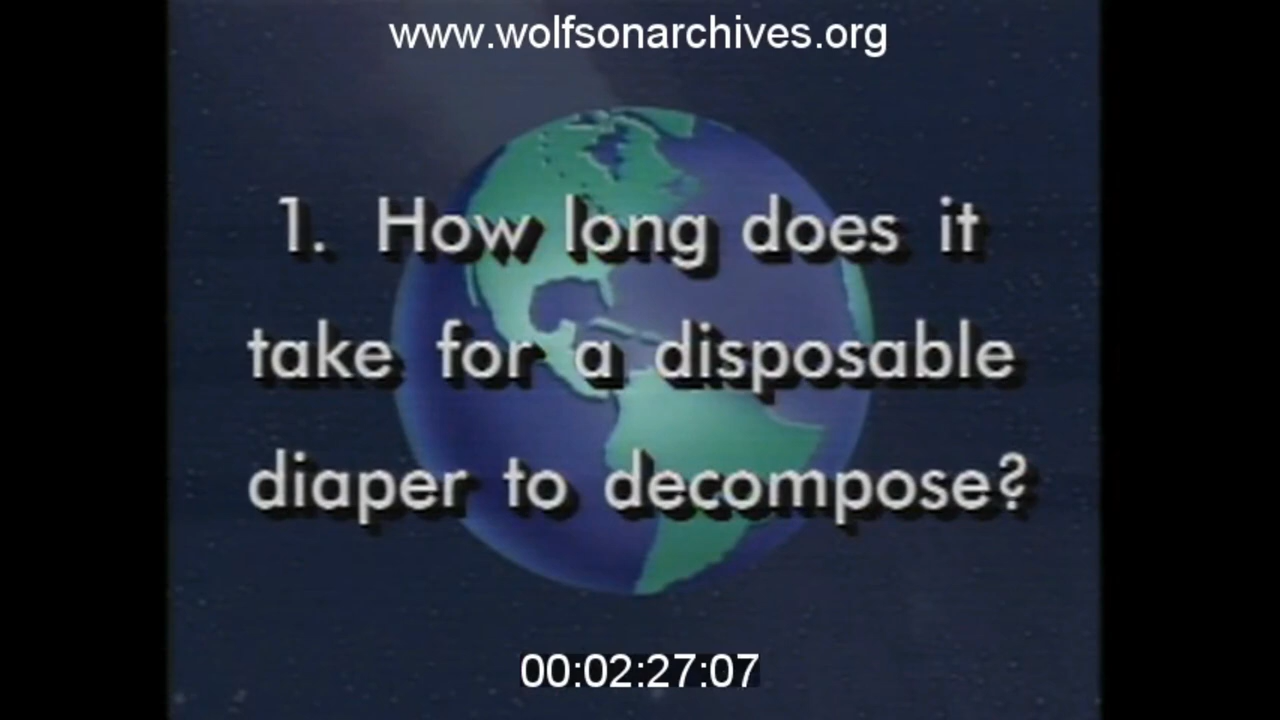 www.wolfsonarchives.org
1. How long does it
take for a disposable
diaper to decompose?
00:02:27:07